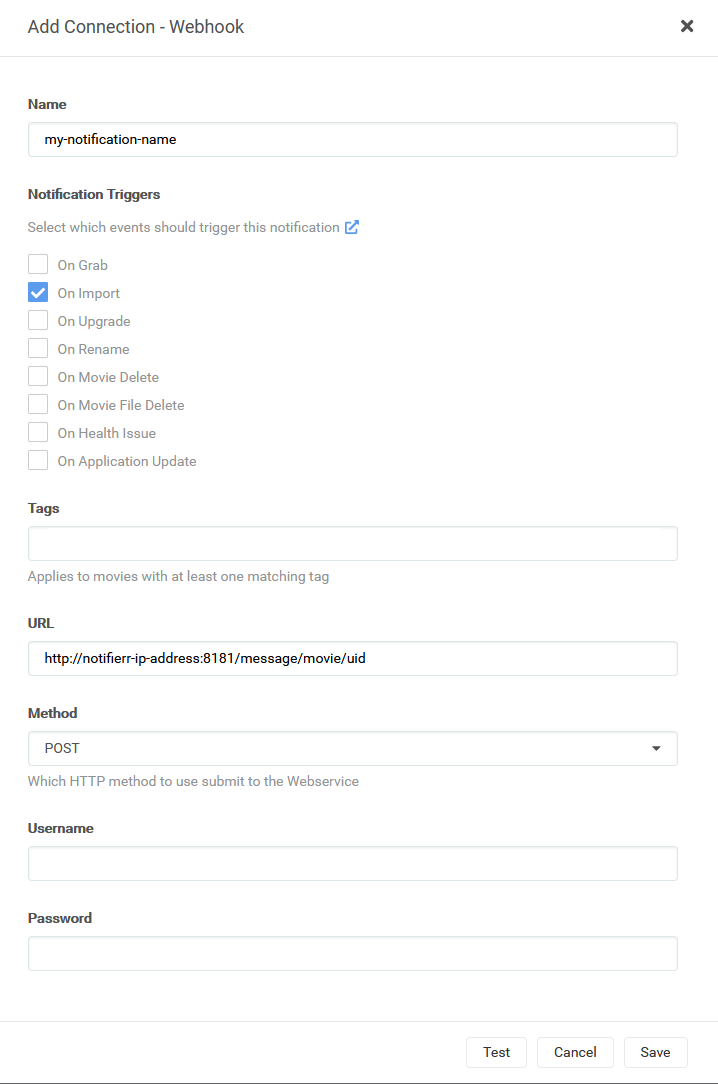 Add Connection - Webhook
Name
my-notification-name
Notification Triggers
Select which events should trigger this notification
On Grab
On Import
On Upgrade
On Rename
On Movie Delete
On Movie File Delete
On Health Issue
On Application Update
Tags
Applies to movies with at least one matching tag
URL
http://notifierr-ip-address:8181/message/movie/uid
Method
POST
Which HTTP method to use submit to the Webservice
Username
Password
Test Cancel Save